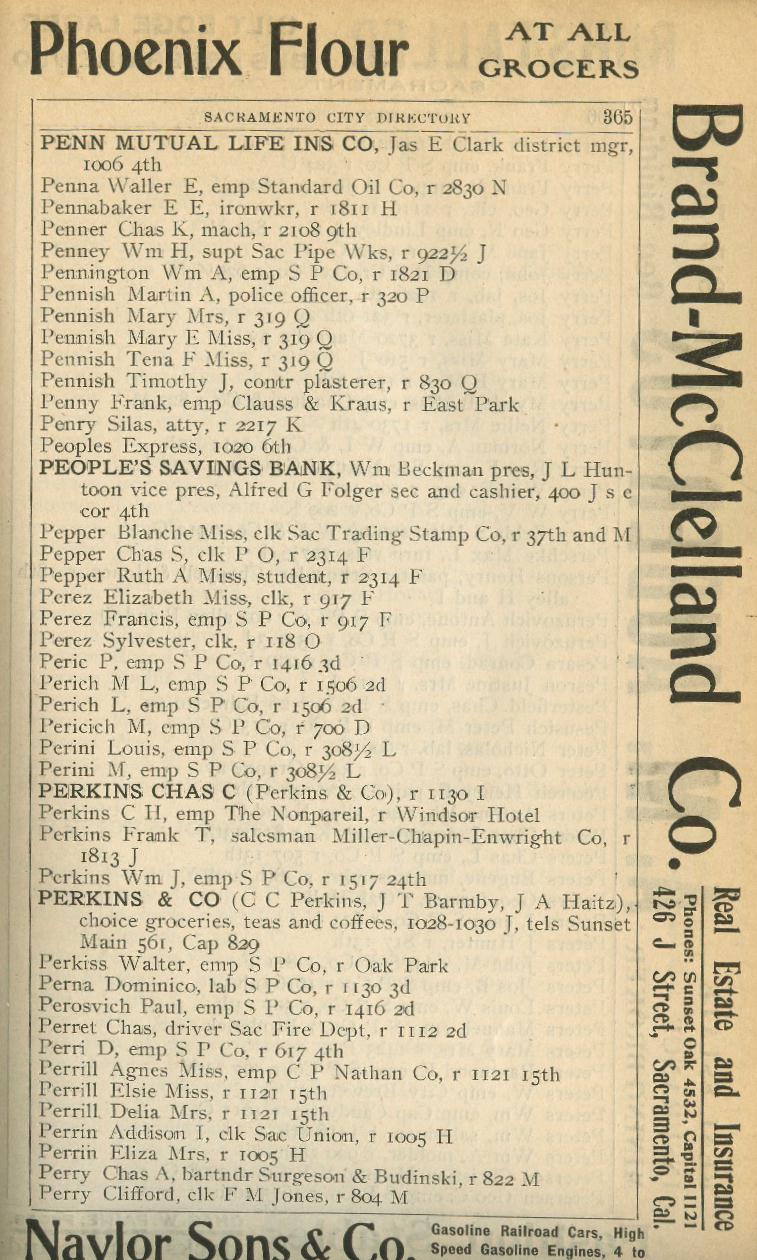 Phoenix Flour
AT ALL
GROCERS
SACRAMENTO CITY DIRECTORY 365
PENN MUTUAL LIFE INS CO, Jas E Clark district mgr,
1006 4th
Penna Waller E, emp Standard Oil Co, r 2830 N
Pennabaker E E, ironwkr, r 1811 H
Penner Chas K, mach, r 2108 9th
Penney Wm H, supt Sac Pipe Wks, r 922½ J
Pennington Wm A, emp S P Co, r 1821 D
Pennish Martin A, police officer, r 320 P
Pennish Mary Mrs, r 319 Q
Pennish Mary E Miss, r 319 Q
Pennish Tena F Miss, r 319 Q
Pennish Timothy J, contr plasterer, r 830 Q
Penny Frank, emp Clauss & Kraus, r East Park
Penry Silas, atty, r 2217 K
Peoples Express, 1020 6th
PEOPLE'S SAVINGS BANK, Wm Beckman pres, J L Hun-
toon vice pres, Alfred G Folger sec and cashier, 400 J s e
cor 4th
Pepper Blanche Miss, clk Sac Trading Stamp Co, r 37th and M
Pepper Chas S, clk P O, r 2314 F
Pepper Ruth A Miss, student, r 2314 F
Perez Elizabeth Miss, clk, r 917 F
Perez Francis, emp S P Co, r 917 F
Perez Sylvester, clk, r 118 O
Peric P, emp S P Co, r 1416 3d
Perich M L, emp S P Co, r 1506 2d
Perich L, emp S P Co, r 1506 2d
Pericich M, emp S P Co, r 700 D
Perini Louis, emp S P Co, r 308½ L
Perini M, emp S P Co, r 308½ L
PERKINS CHAS C (Perkins & Co), r 1130 I
Perkins C H, emp The Nonpareil, r Windsor Hotel
Perkins Frank T, salesman Miller-Chapin-Enwright Co, r
1813 J
Perkins Wm J, emp S P Co, r 1517 24th
PERKINS & CO (C C Perkins, J T Barmby, J A Haitz),
choice groceries, teas and coffees, 1028-1030 J, tels Sunset
Main 561, Cap 829
Perkiss Walter, emp S P Co, r Oak Park
Perna Dominico, lab S P Co, r 1130 3d
Perosvich Paul, emp S P Co, r 1416 2d
Perret Chas, driver Sac Fire Dept, r 1112 2d
Perri D, emp S P Co, r 617 4th
Perrill Agnes Miss, emp C P Nathan Co, r 1121 15th
Perrill Elsie Miss, r 1121 15th
Perrill Delia Mrs, r 1121 15th
Perrin Addison I, clk Sac Union, r 1005 H
Perrin Eliza Mrs, r 1005 H
Perry Chas A, bartndr Surgeson & Budinski, r 822 M
Perry Clifford, clk F M Jones, r 804 M
Brand-McClelland Co.
Real Estate and Insurance
Phones: Sunset Oak 4532, Capital 1121
426 J Street, Sacramento, Cal.
Naylor Sons & Co.
Gasoline Railroad Cars, High
Speed Gasoline Engines, 4 to